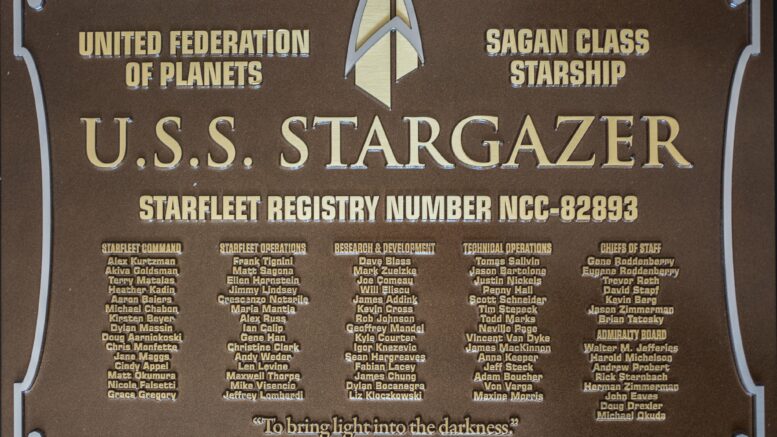 UNITED FEDERATION
OF PLANETS
SAGAN CLASS
STARSHIP
U.S.S. STARGAZER
STARFLEET REGISTRY NUMBER NCC-82893
STARFLEET COMMAND
Alex Kurtzman
Akiva Goldsman
Terry Matalas
Heather Kadin
Aaron Baiers
Michael Chabon
Kirsten Beyer
Dylan Massin
Doug Aarniokoski
Chris Monfette
Jane Maggs
Cindy Appel
Matt Okumura
Nicole Falsetti
Grace Gregory
STARFLEET OPERATIONS
Frank Tignini
Matt Sagona
Ellen Hornstein
Jimmy Lindsey
Crescenzo Notarile
Maria Mantia
Alex Russ
Ian Calip
Gene Han
Christine Clark
Andy Weder
Len Levine
Maxwell Thorpe
Mike Visencio
Jeffrey Lombardi
RESEARCH & DEVELOPMENT
Dave Blass
Mark Zuelzke
Joe Comeau
Will Eliscu
James Addink
Kevin Cross
Rob Johnson
Geoffrey Mandel
Kyle Courter
Igor Knezevic
Sean Hargreaves
Fabian Lacey
James Chung
Dylan Bocanegra
Liz Kloczkowski
TECHNICAL OPERATIONS
Tomas Sallvin
Jason Bartolone
Justin Nickels
Penny Hall
Scott Schneider
Tim Stepeck
Todd Marks
Neville Page
Vincent Van Dyke
James MacKinnon
Anna Keeper
Jeff Steck
Adam Boucher
Von Varga
Maxine Morris
CHIEFS OF STAFF
Gene Roddenberry
Eugene Roddenberry
Trevor Roth
David Stapf
Kevin Berg
Jason Zimmerman
Brian Tatosky
ADMIRALTY BOARD
Walter M. Jefferies
Harold Michelson
Andrew Probert
Rick Sternbach
Herman Zimmerman
John Eaves
Doug Drexler
Michael Okuda
“To bring light into the darkness.”